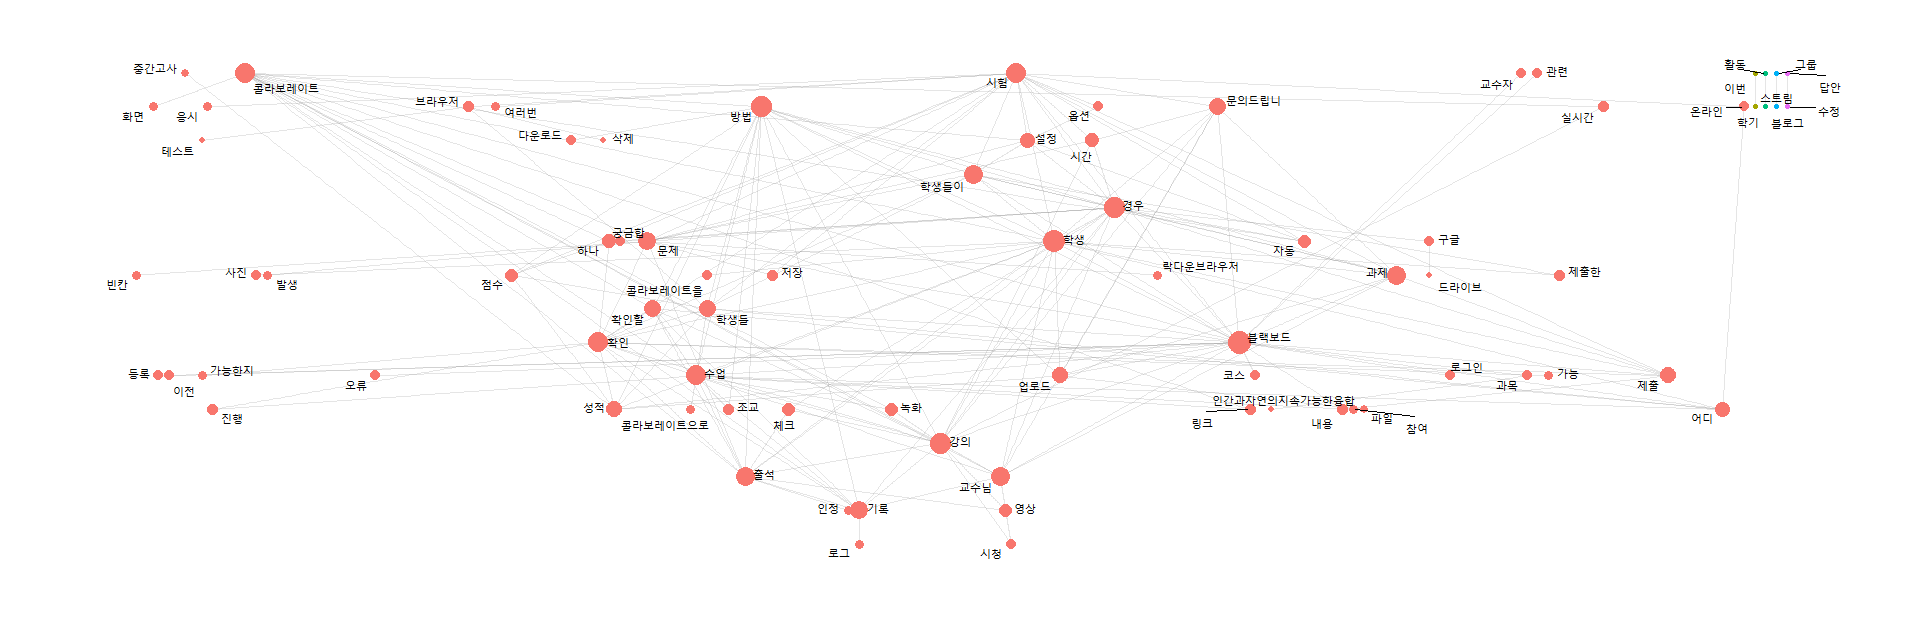 중간고사
콜라보레이트
시험
교수자
관련
활동
그룹
화면
응시
브라우저
여러번
방법
옵션
문의드립니
실시간
이번
답안
온라인
스트림
학기
블로그
수정
테스트
다운로드
삭제
설정
시간
학생들이
경우
하나
궁금합
문제
학생
자동
구글
빈칸
사진
발생
점수
콜라보레이트을
저장
락다운브라우저
과제
드라이브
제출한
확인할
학생들
확인
블랙보드
등록
이전
가능한지
오류
수업
업로드
코스
로그인
과목
가능
제출
진행
성적
콜라보레이트으로
조교
체크
녹화
인간과자연의지속가능한융합
링크
내용
파일
참여
어디
강의
출석
교수님
인정
기록
영상
로그
시청